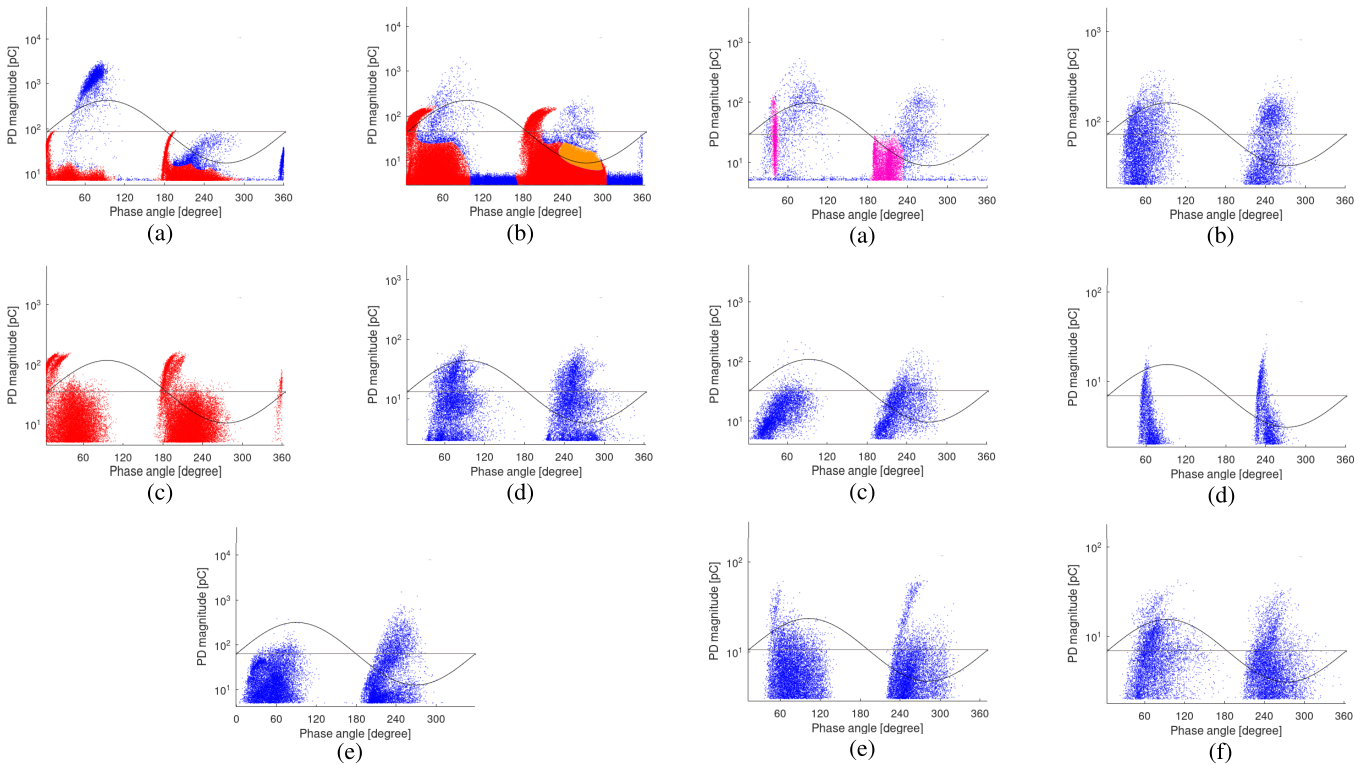 PD magnitude [pC]
10^4
10^3
10^2
10^1
60 120 180 240 300 360
Phase angle [degree]
(a)
PD magnitude [pC]
10^3
10^2
10^1
60 120 180 240 300 360
Phase angle [degree]
(b)
PD magnitude [pC]
10^3
10^2
10^1
60 120 180 240 300 360
Phase angle [degree]
(a)
PD magnitude [pC]
10^3
10^2
60 120 180 240 300 360
Phase angle [degree]
(b)
PD magnitude [pC]
10^3
10^2
10^1
60 120 180 240 300 360
Phase angle [degree]
(c)
PD magnitude [pC]
10^3
10^2
10^1
60 120 180 240 300 360
Phase angle [degree]
(d)
PD magnitude [pC]
10^3
10^2
10^1
60 120 180 240 300 360
Phase angle [degree]
(c)
PD magnitude [pC]
10^2
10^1
60 120 180 240 300 360
Phase angle [degree]
(d)
PD magnitude [pC]
10^4
10^3
10^2
10^1
0 60 120 180 240 300
Phase angle [degree]
(e)
PD magnitude [pC]
10^2
10^1
60 120 180 240 300 360
Phase angle [degree]
(e)
PD magnitude [pC]
10^2
10^1
60 120 180 240 300 360
Phase angle [degree]
(f)